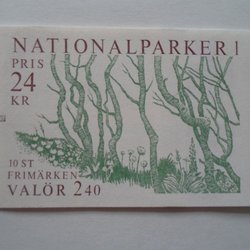 NATIONALPARKER I
PRIS
24
KR
10 ST
FRIMÄRKEN
VALÖR 2.40